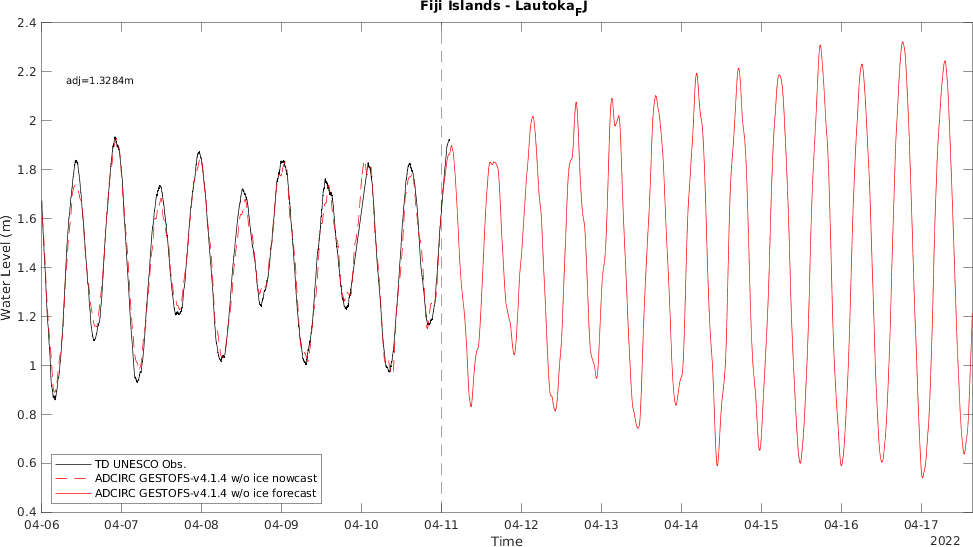 Fiji Islands - Lautoka_FJ
2.4
2.2
2
1.8
1.6
1.4
1.2
1
0.8
0.6
0.4
Water Level (m)
adj=1.3284m
TD UNESCO Obs.
ADCIRC GESTOFS-v4.1.4 w/o ice nowcast
ADCIRC GESTOFS-v4.1.4 w/o ice forecast
04-06 04-07 04-08 04-09 04-10 04-11 04-12 04-13 04-14 04-15 04-16 04-17
Time
2022